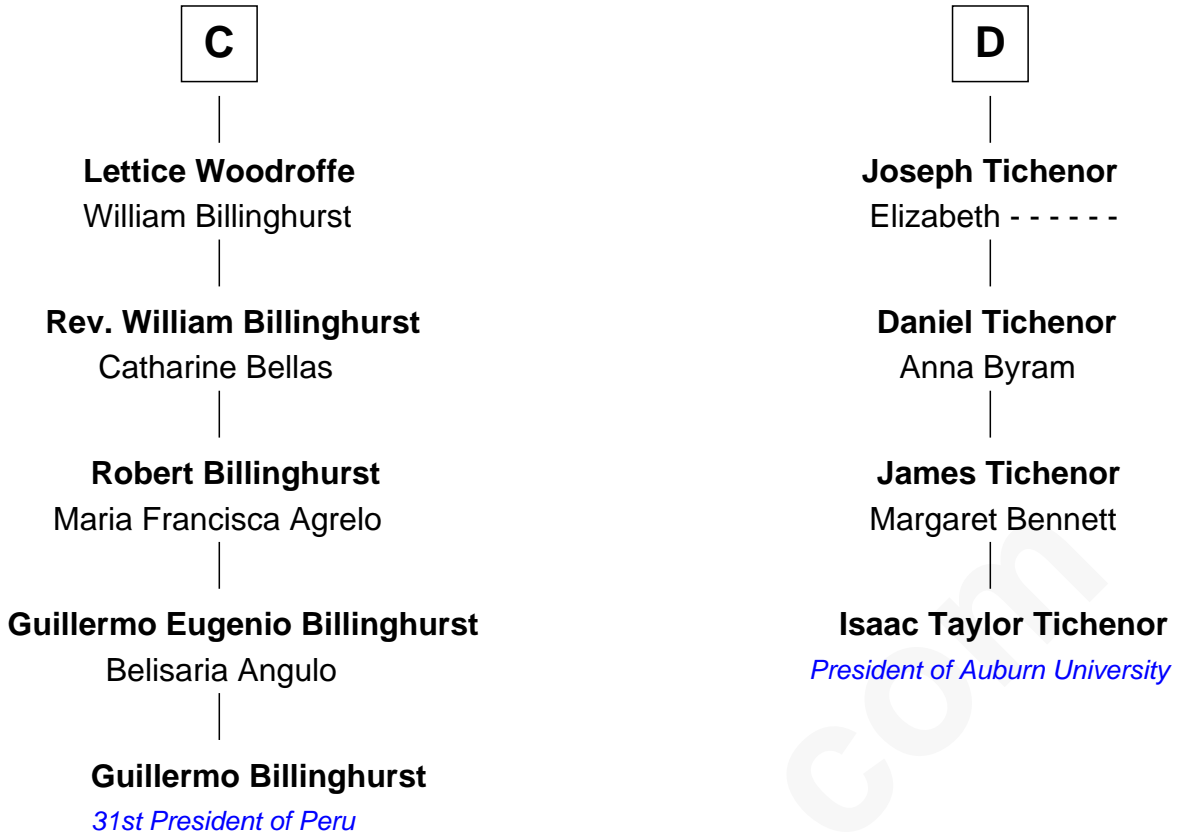 C
Lettice Woodroffe
William Billinghurst
Rev. William Billinghurst
Catharine Bellas
Robert Billinghurst
Maria Francisca Agrelo
Guillermo Eugenio Billinghurst
Belisaria Angulo
Guillermo Billinghurst
31st President of Peru
D
Joseph Tichenor
Elizabeth - - - - - -
Daniel Tichenor
Anna Byram
James Tichenor
Margaret Bennett
Isaac Taylor Tichenor
President of Auburn University
com